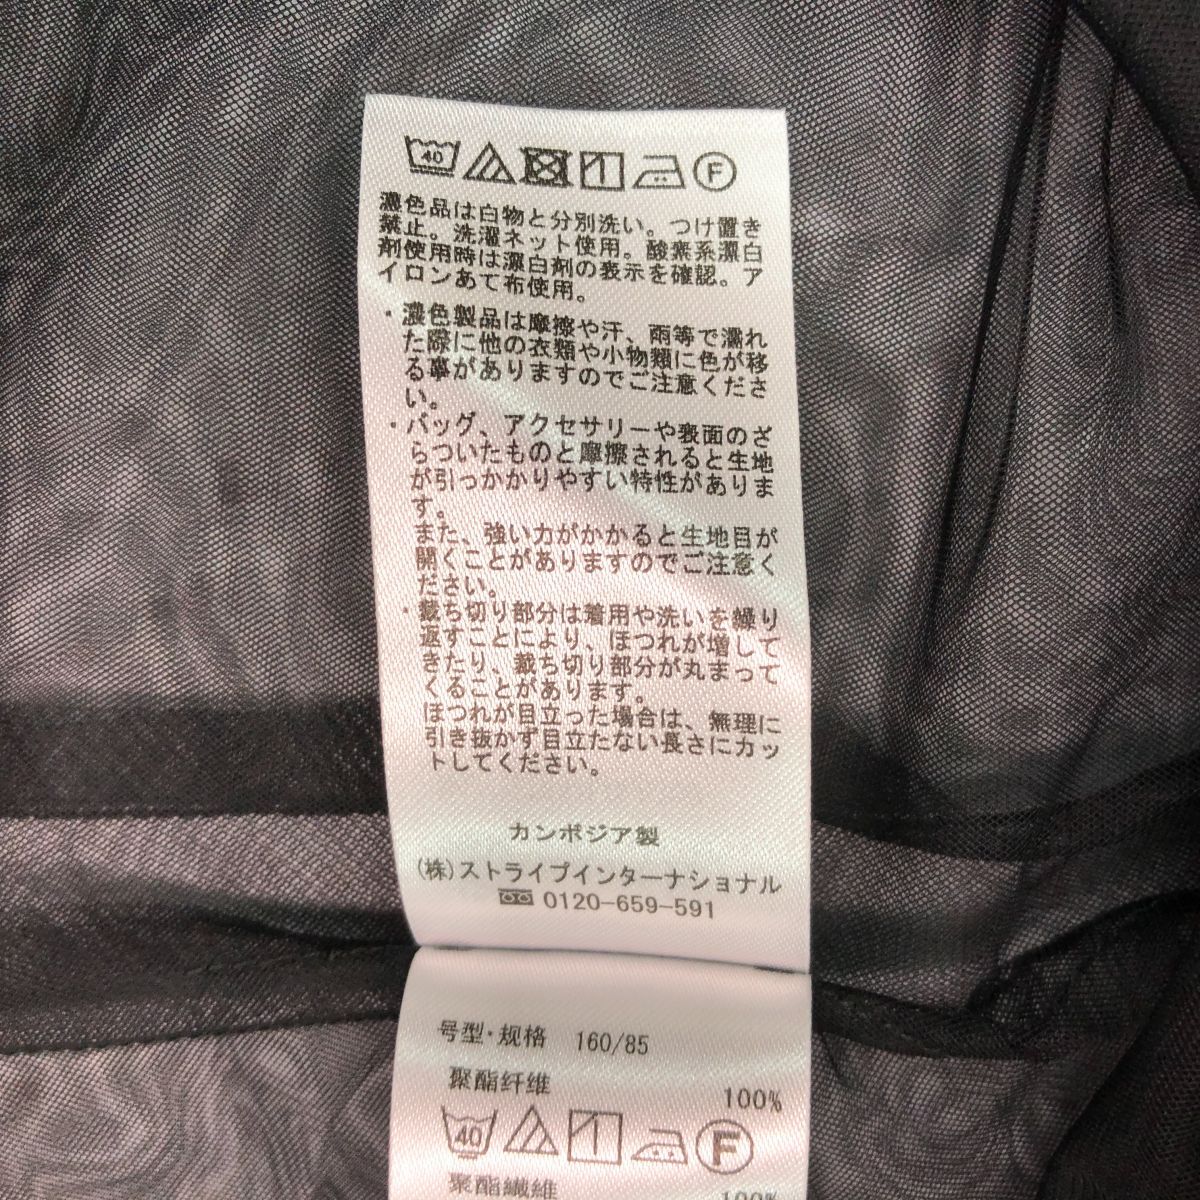 40 F
濃色品は白物と分別洗い。つけ置き
禁止。洗濯ネット使用。酸素系漂白
剤使用時は漂白剤の表示を確認。ア
イロンあて布使用。
・濃色製品は摩擦や汗、雨等で濡れ
た際に他の衣類や小物類に色が移
る事がありますのでご注意くださ
い。
・バッグ、アクセサリーや表面のざ
らついたものと摩擦されると生地
が引っかかりやすい特性がありま
す。
また、強い力がかかると生地目が
開くことがありますのでご注意く
ださい。
・裁ち切り部分は着用や洗いを繰り
返すことにより、ほつれが増して
きたり、裁ち切り部分が丸まって
くることがあります。
ほつれが目立った場合は、無理に
引き抜かず目立たない長さにカッ
トしてください。
カンボジア製
(株)ストライプインターナショナル
0120-659-591
号型・规格 160/85
聚酯纤维 100%
40 F
聚酯纖維 100%